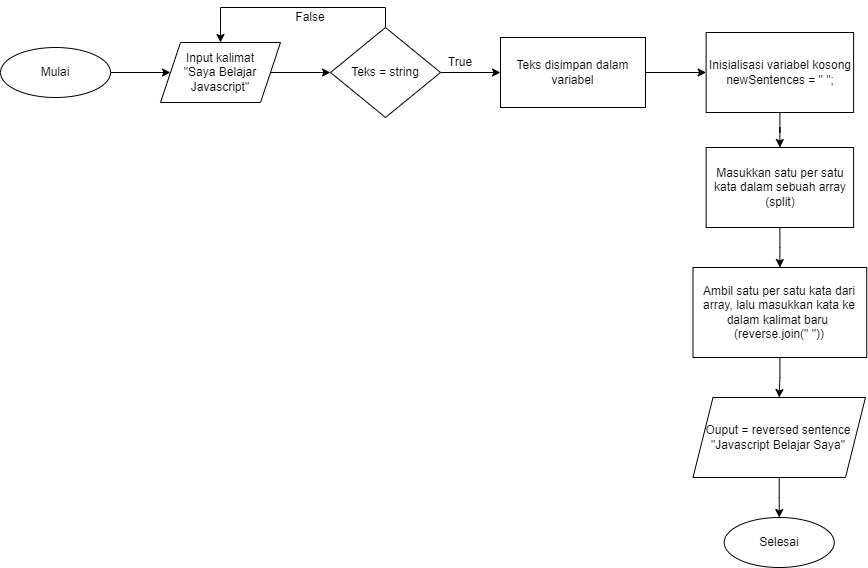 False
Mulai
Input kalimat
"Saya Belajar
Javascript"
Teks = string
True
Teks disimpan dalam
variabel
Inisialisasi variabel kosong
newSentences = " ";
Masukkan satu per satu
kata dalam sebuah array
(split)
Ambil satu per satu kata dari
array, lalu masukkan kata ke
dalam kalimat baru
(reverse.join(" "))
Ouput = reversed sentence
"Javascript Belajar Saya"
Selesai